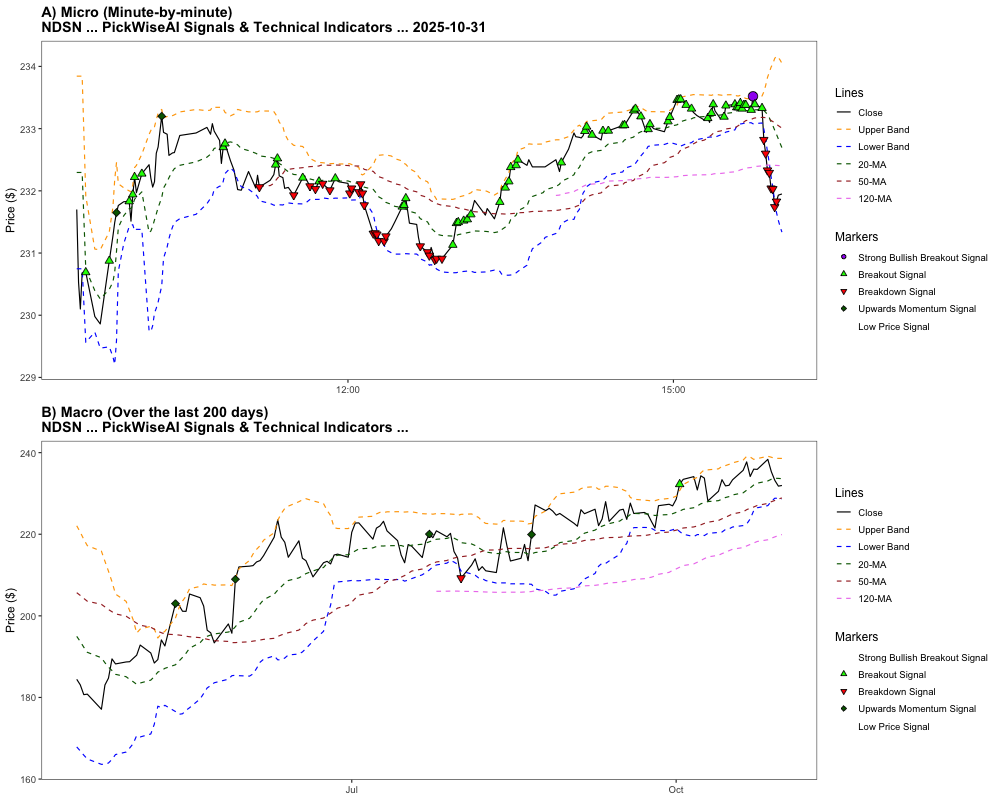 A) Micro (Minute-by-minute)
NDSN ... PickWiseAI Signals & Technical Indicators ... 2025-10-31
Price ($)
234
233
232
231
230
229
12:00
15:00
Lines
Close
Upper Band
Lower Band
20-MA
50-MA
120-MA
Markers
Strong Bullish Breakout Signal
Breakout Signal
Breakdown Signal
Upwards Momentum Signal
Low Price Signal
B) Macro (Over the last 200 days)
NDSN ... PickWiseAI Signals & Technical Indicators ...
Price ($)
240
220
200
180
160
Jul
Oct
Lines
Close
Upper Band
Lower Band
20-MA
50-MA
120-MA
Markers
Strong Bullish Breakout Signal
Breakout Signal
Breakdown Signal
Upwards Momentum Signal
Low Price Signal